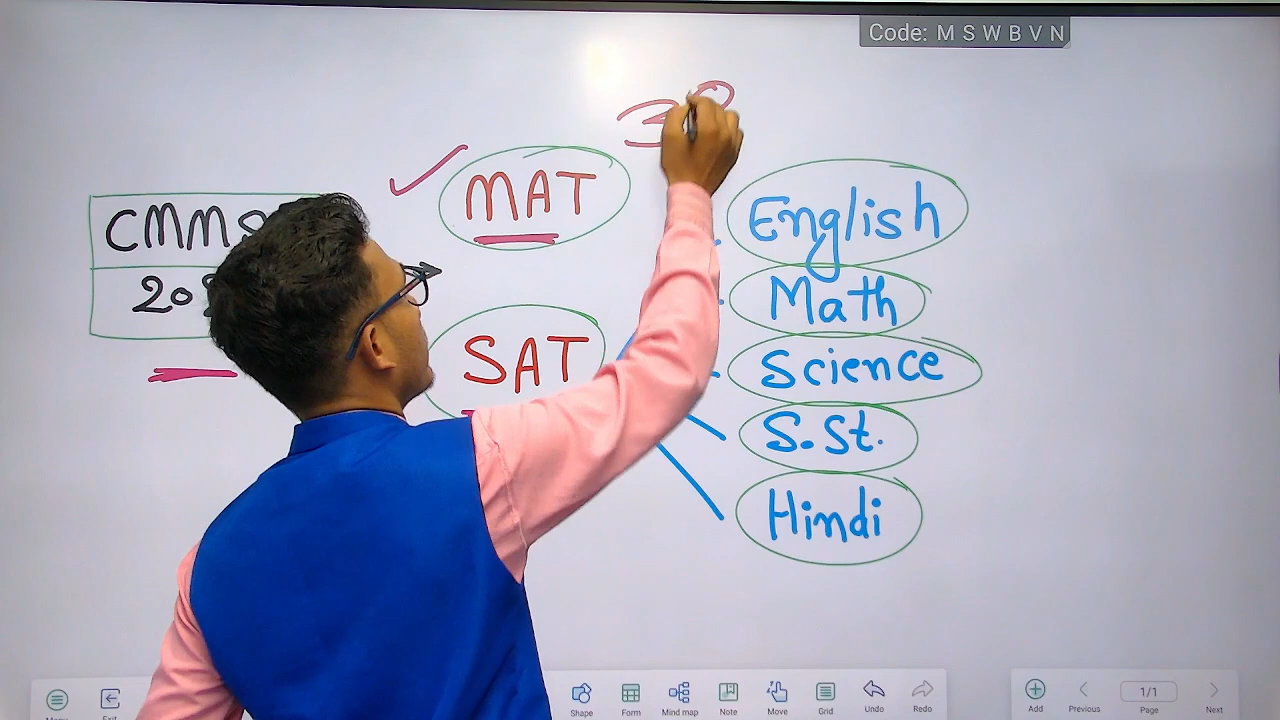 Code: M S W B V N
MAT
English
Math
SAT
Science
S.St.
Hindi
Shape Form Mind map Note Move Grid Undo Redo
Add Previous 1/1 Page Next